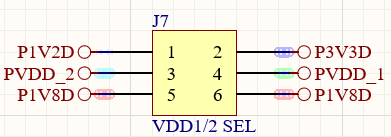 J7
P1V2D 1 2 P3V3D
PVDD_2 3 4 PVDD_1
P1V8D 5 6 P1V8D
VDD1/2 SEL